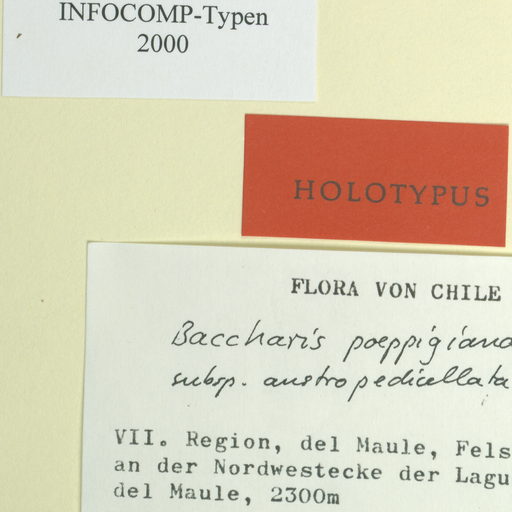 INFOCOMP-Typen
2000
HOLOTYPUS
FLORA VON CHILE
Baccharis poeppigiana
subsp. austropedicellata
VII. Region, del Maule, Fels
an der Nordwestecke der Lagu
del Maule, 2300m